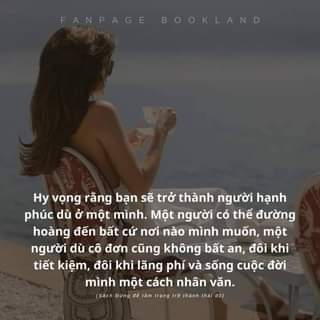 FANPAGE BOOKLAND
Hy vọng rằng bạn sẽ trở thành người hạnh
phúc dù ở một mình. Một người có thể đường
hoàng đến bất cứ nơi nào mình muốn, một
người dù cô đơn cũng không bất an, đôi khi
tiết kiệm, đôi khi lãng phí và sống cuộc đời
mình một cách nhân văn.
(Sách Đừng để tâm trạng trở thành thái độ)